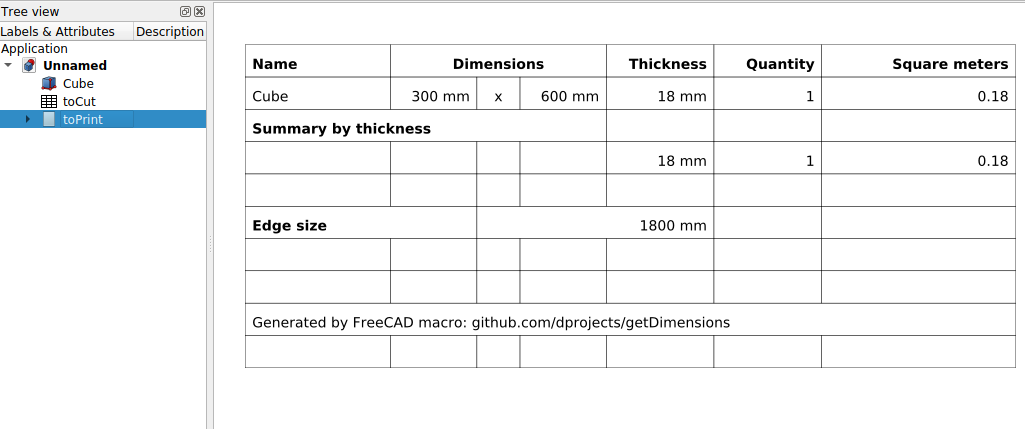 Tree view
Labels & Attributes Description
Application
Unnamed
Cube
toCut
toPrint
Name Dimensions Thickness Quantity Square meters
Cube 300 mm x 600 mm 18 mm 1 0.18
Summary by thickness
18 mm 1 0.18
Edge size 1800 mm
Generated by FreeCAD macro: github.com/dprojects/getDimensions